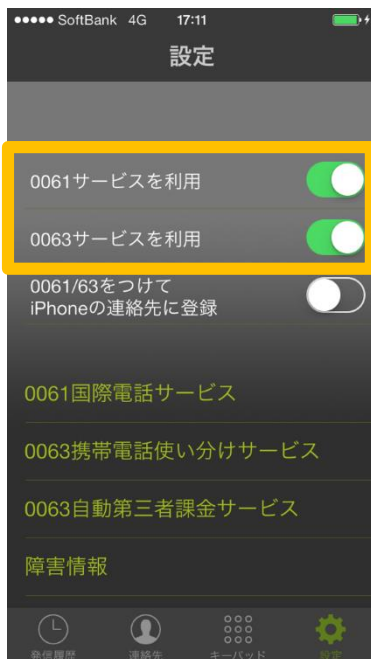 SoftBank 4G 17:11
設定
0061サービスを利用
0063サービスを利用
0061/63をつけて
iPhoneの連絡先に登録
0061国際電話サービス
0063携帯電話使い分けサービス
0063自動第三者課金サービス
障害情報
発信履歴 連絡先 キーパッド 設定